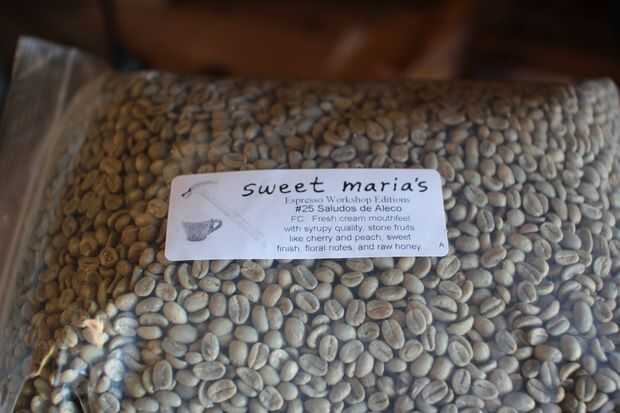 sweet maria's
Espresso Workshop Editions
#25 Saludos de Aleco
FC: Fresh cream mouthfeel
with syrupy quality, stone fruits
like cherry and peach, sweet
finish, floral notes, and raw honey
A